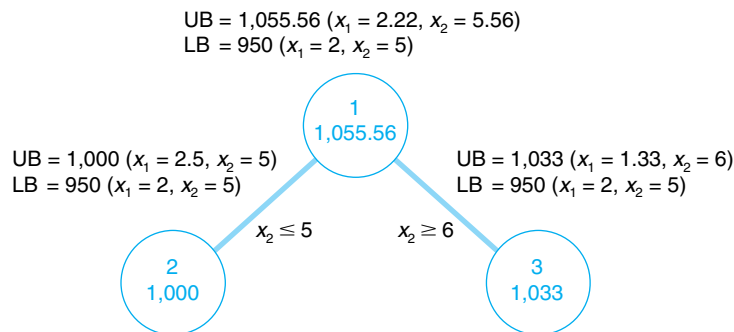 UB = 1,055.56 (x₁ = 2.22, x₂ = 5.56)
LB = 950 (x₁ = 2, x₂ = 5)
1
1,055.56
UB = 1,000 (x₁ = 2.5, x₂ = 5)
LB = 950 (x₁ = 2, x₂ = 5)
UB = 1,033 (x₁ = 1.33, x₂ = 6)
LB = 950 (x₁ = 2, x₂ = 5)
x₂ ≤ 5
x₂ ≥ 6
2
1,000
3
1,033